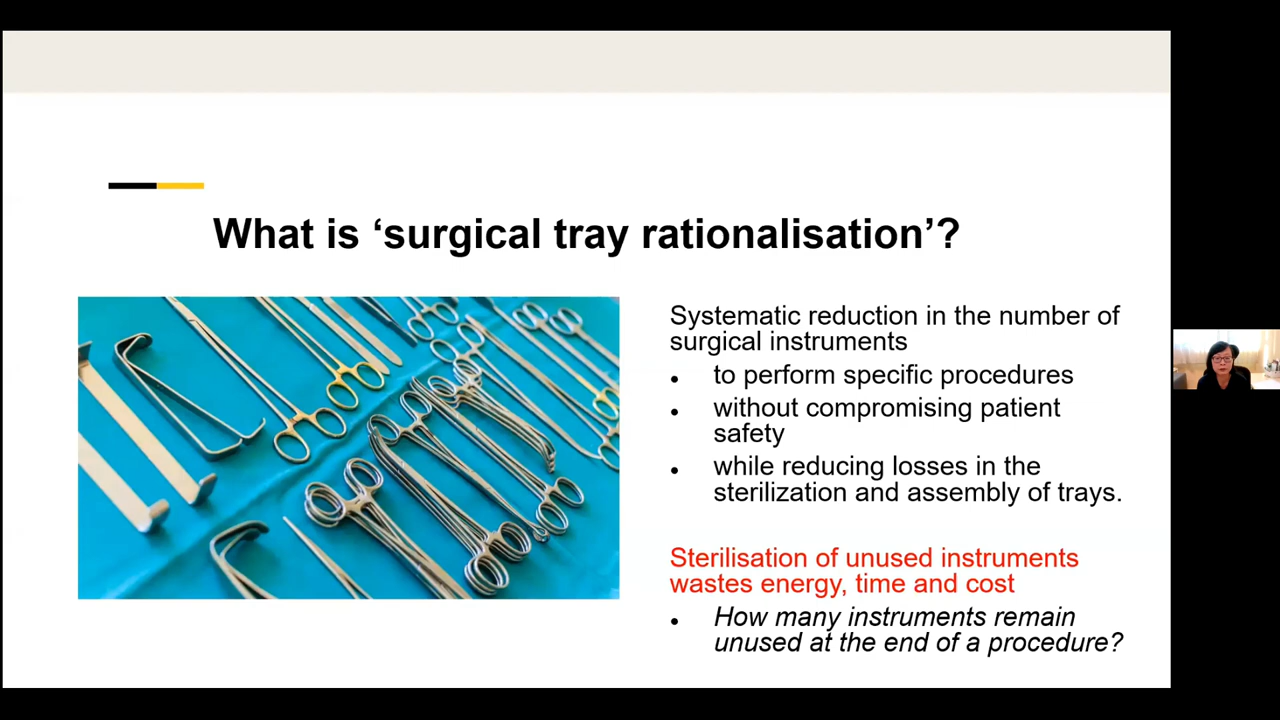 What is ‘surgical tray rationalisation’?
Systematic reduction in the number of
surgical instruments
• to perform specific procedures
• without compromising patient
safety
• while reducing losses in the
sterilization and assembly of trays.
Sterilisation of unused instruments
wastes energy, time and cost
• How many instruments remain
unused at the end of a procedure?